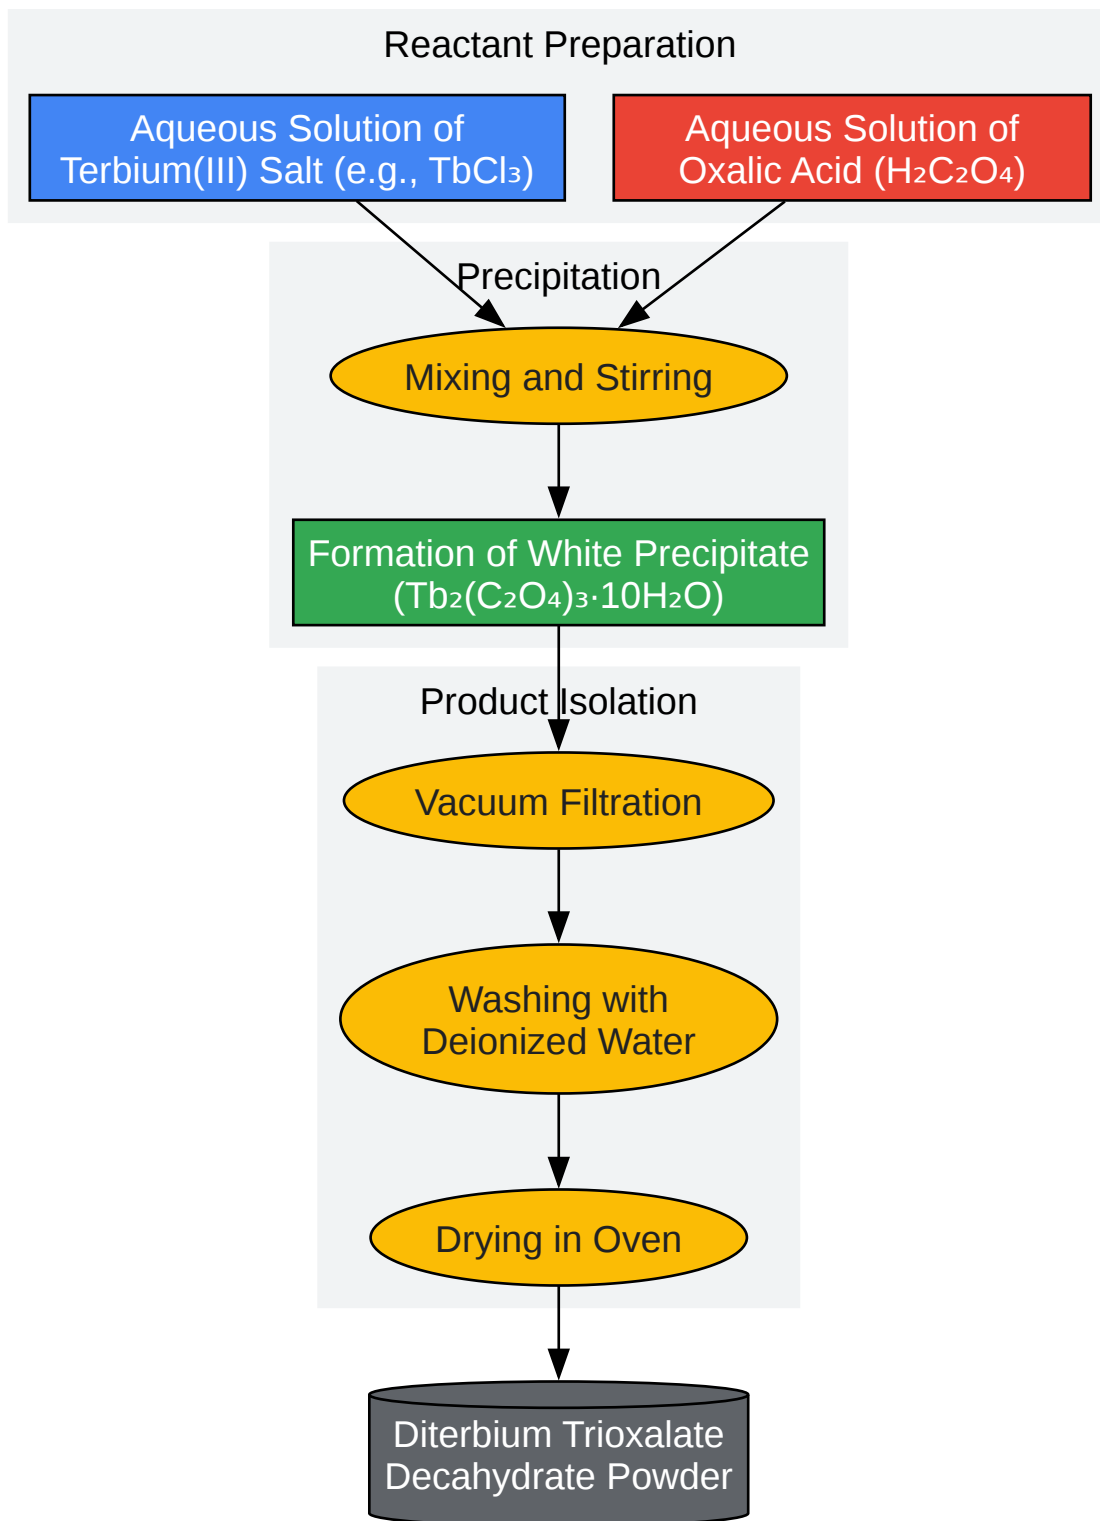 Reactant Preparation
Aqueous Solution of
Terbium(III) Salt (e.g., TbCl₃)
Aqueous Solution of
Oxalic Acid (H₂C₂O₄)
Precipitation
Mixing and Stirring
Formation of White Precipitate
(Tb₂(C₂O₄)₃·10H₂O)
Product Isolation
Vacuum Filtration
Washing with
Deionized Water
Drying in Oven
Diterbium Trioxalate
Decahydrate Powder